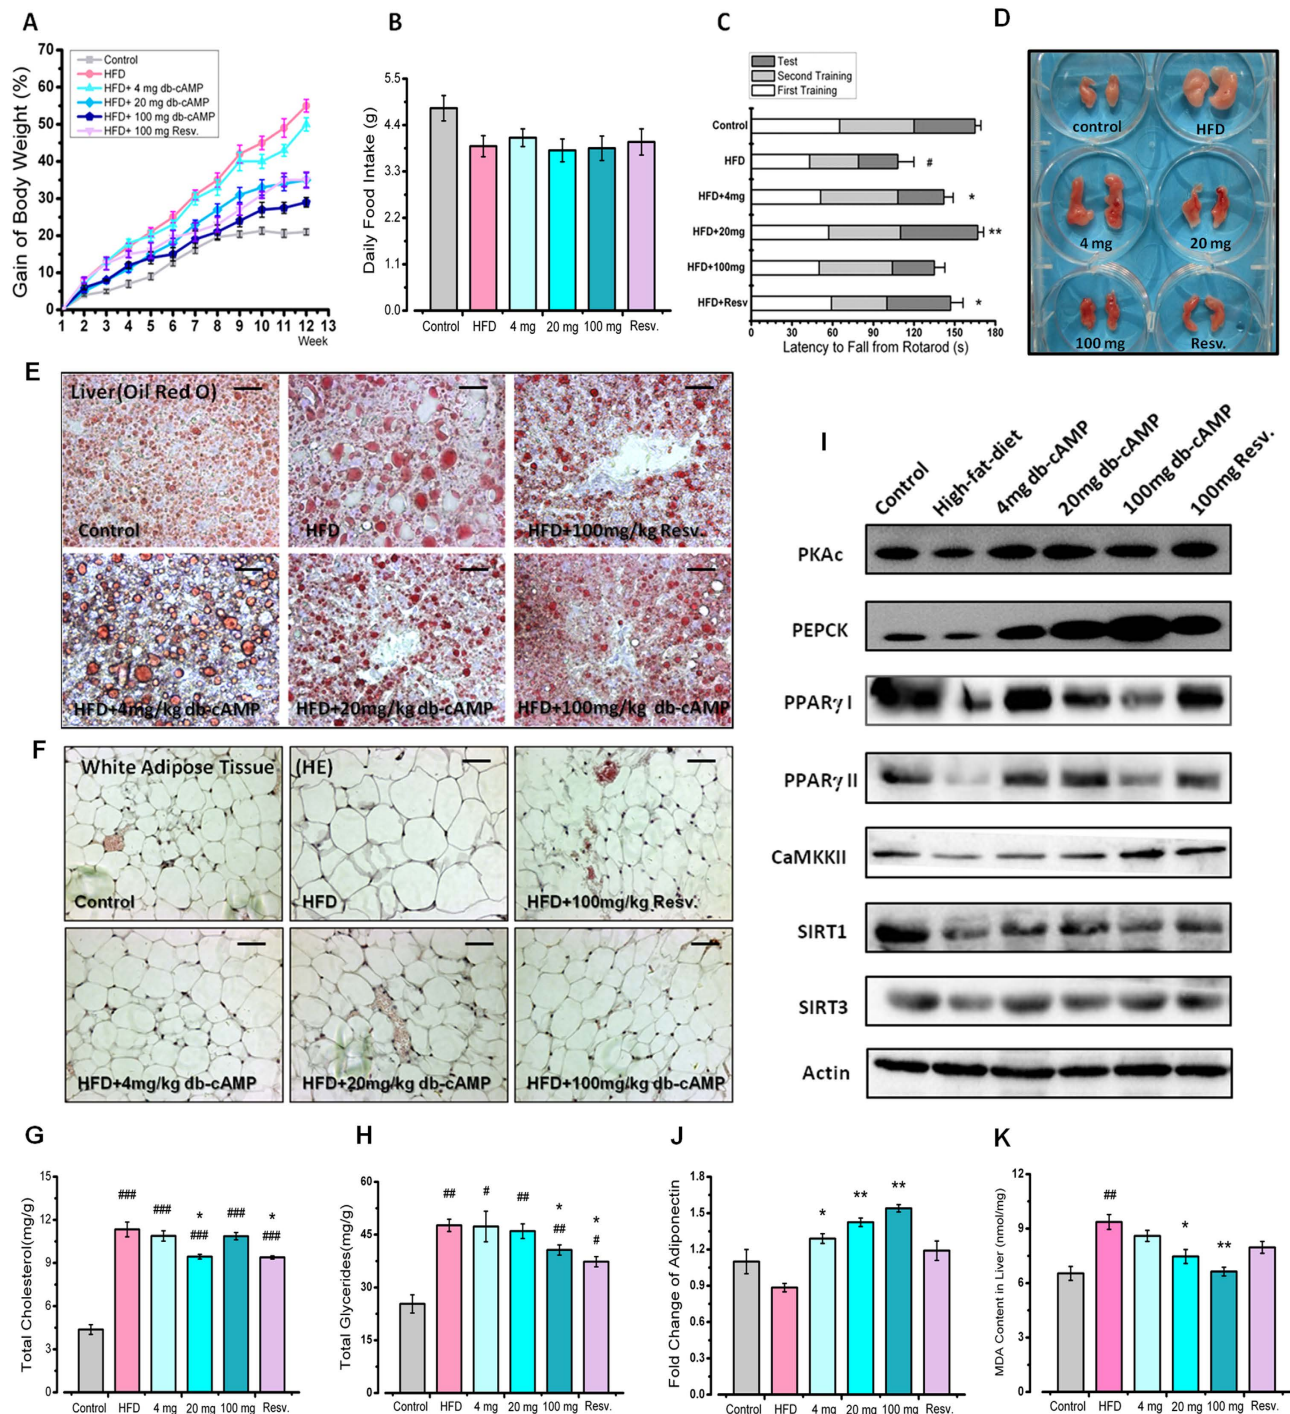 A
Gain of Body Weight (%)
70
60
50
40
30
20
10
0
Control
HFD
HFD+ 4 mg db-cAMP
HFD+ 20 mg db-cAMP
HFD+ 100 mg db-cAMP
HFD+ 100 mg Resv.
1 2 3 4 5 6 7 8 9 10 11 12 13
Week
B
Daily Food Intake (g)
5.5
4.4
3.3
2.2
1.1
0.0
Control HFD 4 mg 20 mg 100 mg Resv.
C
Test
Second Training
First Training
Control
HFD #
HFD+4mg *
HFD+20mg **
HFD+100mg
HFD+Resv *
0 30 60 90 120 150 180
Latency to Fall from Rotarod (s)
D
control HFD
4 mg 20 mg
100 mg Resv.
E
Liver(Oil Red O)
Control HFD HFD+100mg/kg Resv.
HFD+4mg/kg db-cAMP HFD+20mg/kg db-cAMP HFD+100mg/kg db-cAMP
F
White Adipose Tissue (HE)
Control HFD HFD+100mg/kg Resv.
HFD+4mg/kg db-cAMP HFD+20mg/kg db-cAMP HFD+100mg/kg db-cAMP
I
Control High-fat-diet 4mg db-cAMP 20mg db-cAMP 100mg db-cAMP 100mg Resv.
PKAc
PEPCK
PPARγ I
PPARγ II
CaMKKII
SIRT1
SIRT3
Actin
G
Total Cholesterol(mg/g)
15
12
9
6
3
0
### ### * ### ### * ###
Control HFD 4 mg 20 mg 100 mg Resv.
H
Total Glycerides(mg/g)
60
45
30
15
0
## # ## * ## * #
Control HFD 4 mg 20 mg 100 mg Resv.
J
Fold Change of Adiponectin
1.8
1.5
1.2
0.9
0.6
0.3
0.0
* ** **
Control HFD 4 mg 20 mg 100 mg Resv.
K
MDA Content in Liver (nmol/mg)
12
9
6
3
0
## * **
Control HFD 4 mg 20 mg 100 mg Resv.